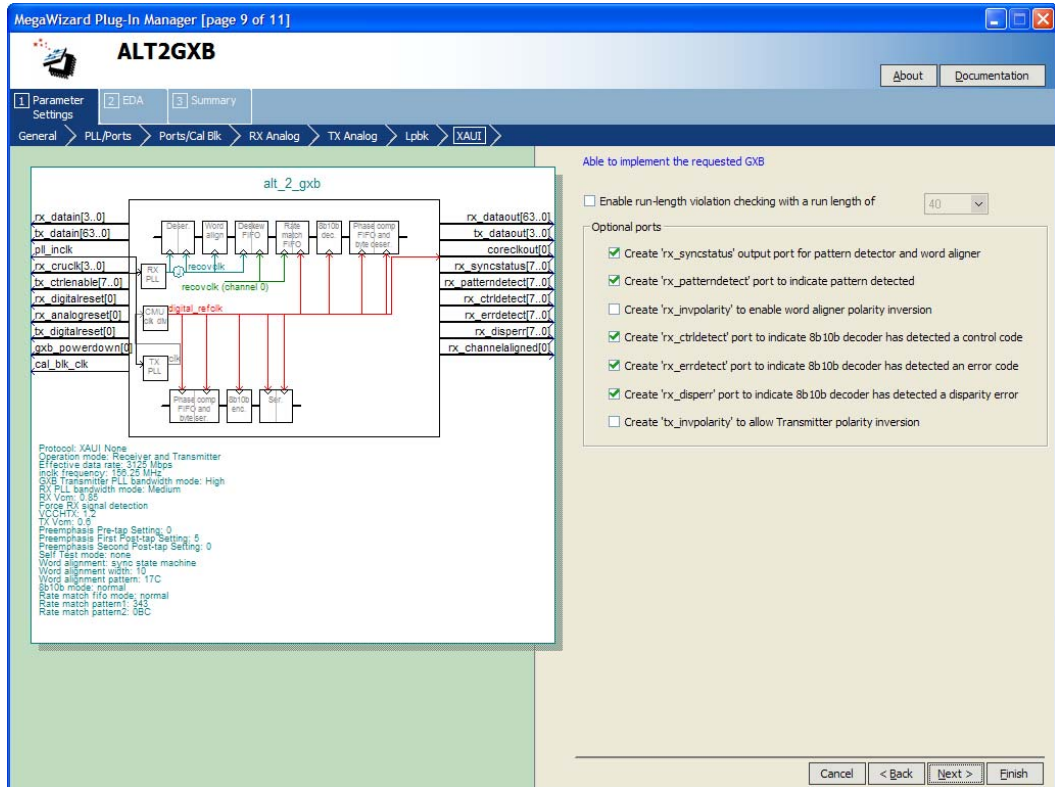 MegaWizard Plug-In Manager [page 9 of 11]
ALT2GXB
About
Documentation
1 Parameter Settings
2 EDA
3 Summary
General
PLL/Ports
Ports/Cal Blk
RX Analog
TX Analog
Lpbk
XAUI
alt_2_gxb
rx_datain[3..0]
tx_datain[63..0]
pll_inclk
rx_cruclk[3..0]
tx_ctrlenable[7..0]
rx_digitalreset[0]
rx_analogreset[0]
tx_digitalreset[0]
gxb_powerdown[0]
cal_blk_clk
Deser.
Word align
Deskew FIFO
Rate match FIFO
8b10b dec.
Phase comp FIFO and byte deser.
RX PLL
recovclk
recovclk (channel 0)
CMU clk div
digital_refclk
TX PLL
clk
Phase comp FIFO and byte ser.
8b10b enc.
Ser.
rx_dataout[63..0]
tx_dataout[3..0]
coreclkout[0]
rx_syncstatus[7..0]
rx_patterndetect[7..0]
rx_ctrldetect[7..0]
rx_errdetect[7..0]
rx_disperr[7..0]
rx_channelaligned[0]
Protocol: XAUI None
Operation mode: Receiver and Transmitter
Effective data rate: 3125 Mbps
inclk frequency: 156.25 MHz
GXB Transmitter PLL bandwidth mode: High
RX PLL bandwidth mode: Medium
RX Vcm: 0.85
Force RX signal detection
VCCHTX: 1.2
TX Vcm: 0.6
Preemphasis Pre-tap Setting: 0
Preemphasis First Post-tap Setting: 5
Preemphasis Second Post-tap Setting: 0
Self Test mode: none
Word alignment: sync state machine
Word alignment width: 10
Word alignment pattern: 17C
8b10b mode: normal
Rate match fifo mode: normal
Rate match pattern1: 343
Rate match pattern2: 0BC
Able to implement the requested GXB
Enable run-length violation checking with a run length of
40
Optional ports
Create 'rx_syncstatus' output port for pattern detector and word aligner
Create 'rx_patterndetect' port to indicate pattern detected
Create 'rx_invpolarity' to enable word aligner polarity inversion
Create 'rx_ctrldetect' port to indicate 8b10b decoder has detected a control code
Create 'rx_errdetect' port to indicate 8b10b decoder has detected an error code
Create 'rx_disperr' port to indicate 8b10b decoder has detected a disparity error
Create 'tx_invpolarity' to allow Transmitter polarity inversion
Cancel
< Back
Next >
Finish